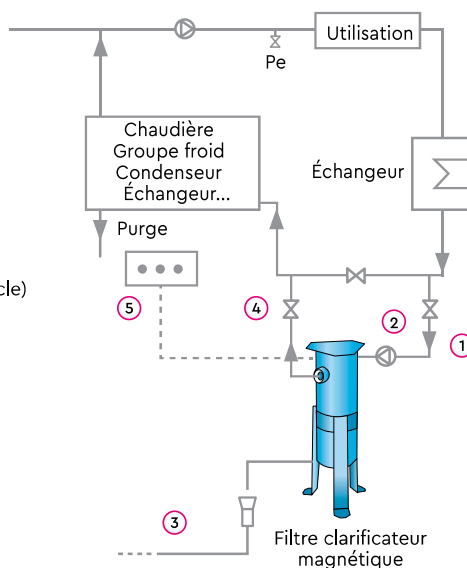 Utilisation
Pe
Chaudière
Groupe froid
Condenseur
Échangeur...
Échangeur
Purge
cle)
5
4
2
1
3
Filtre clarificateur
magnétique